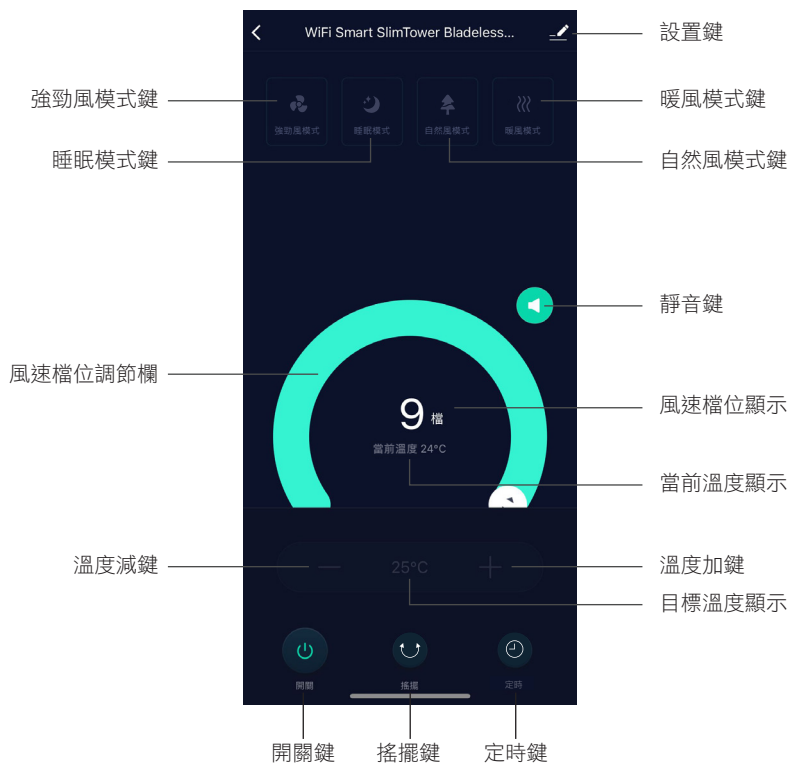 WiFi Smart SlimTower Bladeless...
設置鍵
強勁風模式鍵
暖風模式鍵
強勁風模式
睡眠模式
自然風模式
暖風模式
睡眠模式鍵
自然風模式鍵
靜音鍵
風速檔位調節欄
9 檔
風速檔位顯示
當前溫度 24°C
當前溫度顯示
溫度減鍵
25°C
溫度加鍵
目標溫度顯示
開關
搖擺
定時
開關鍵
搖擺鍵
定時鍵